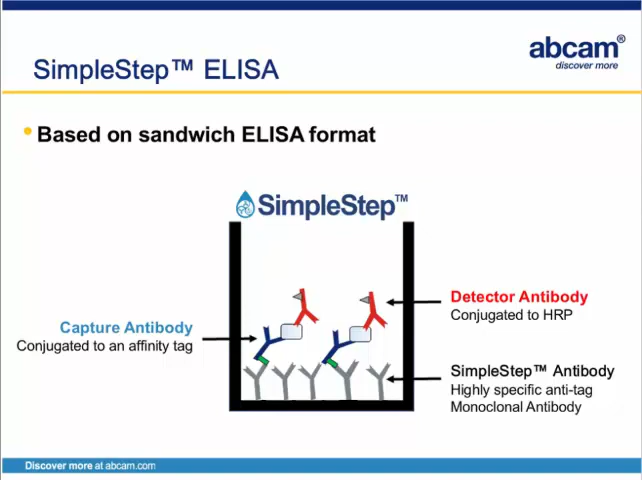 abcam®
discover more
SimpleStep™ ELISA
• Based on sandwich ELISA format
SimpleStep™
Capture Antibody
Conjugated to an affinity tag
Detector Antibody
Conjugated to HRP
SimpleStep™ Antibody
Highly specific anti-tag
Monoclonal Antibody
Discover more at abcam.com